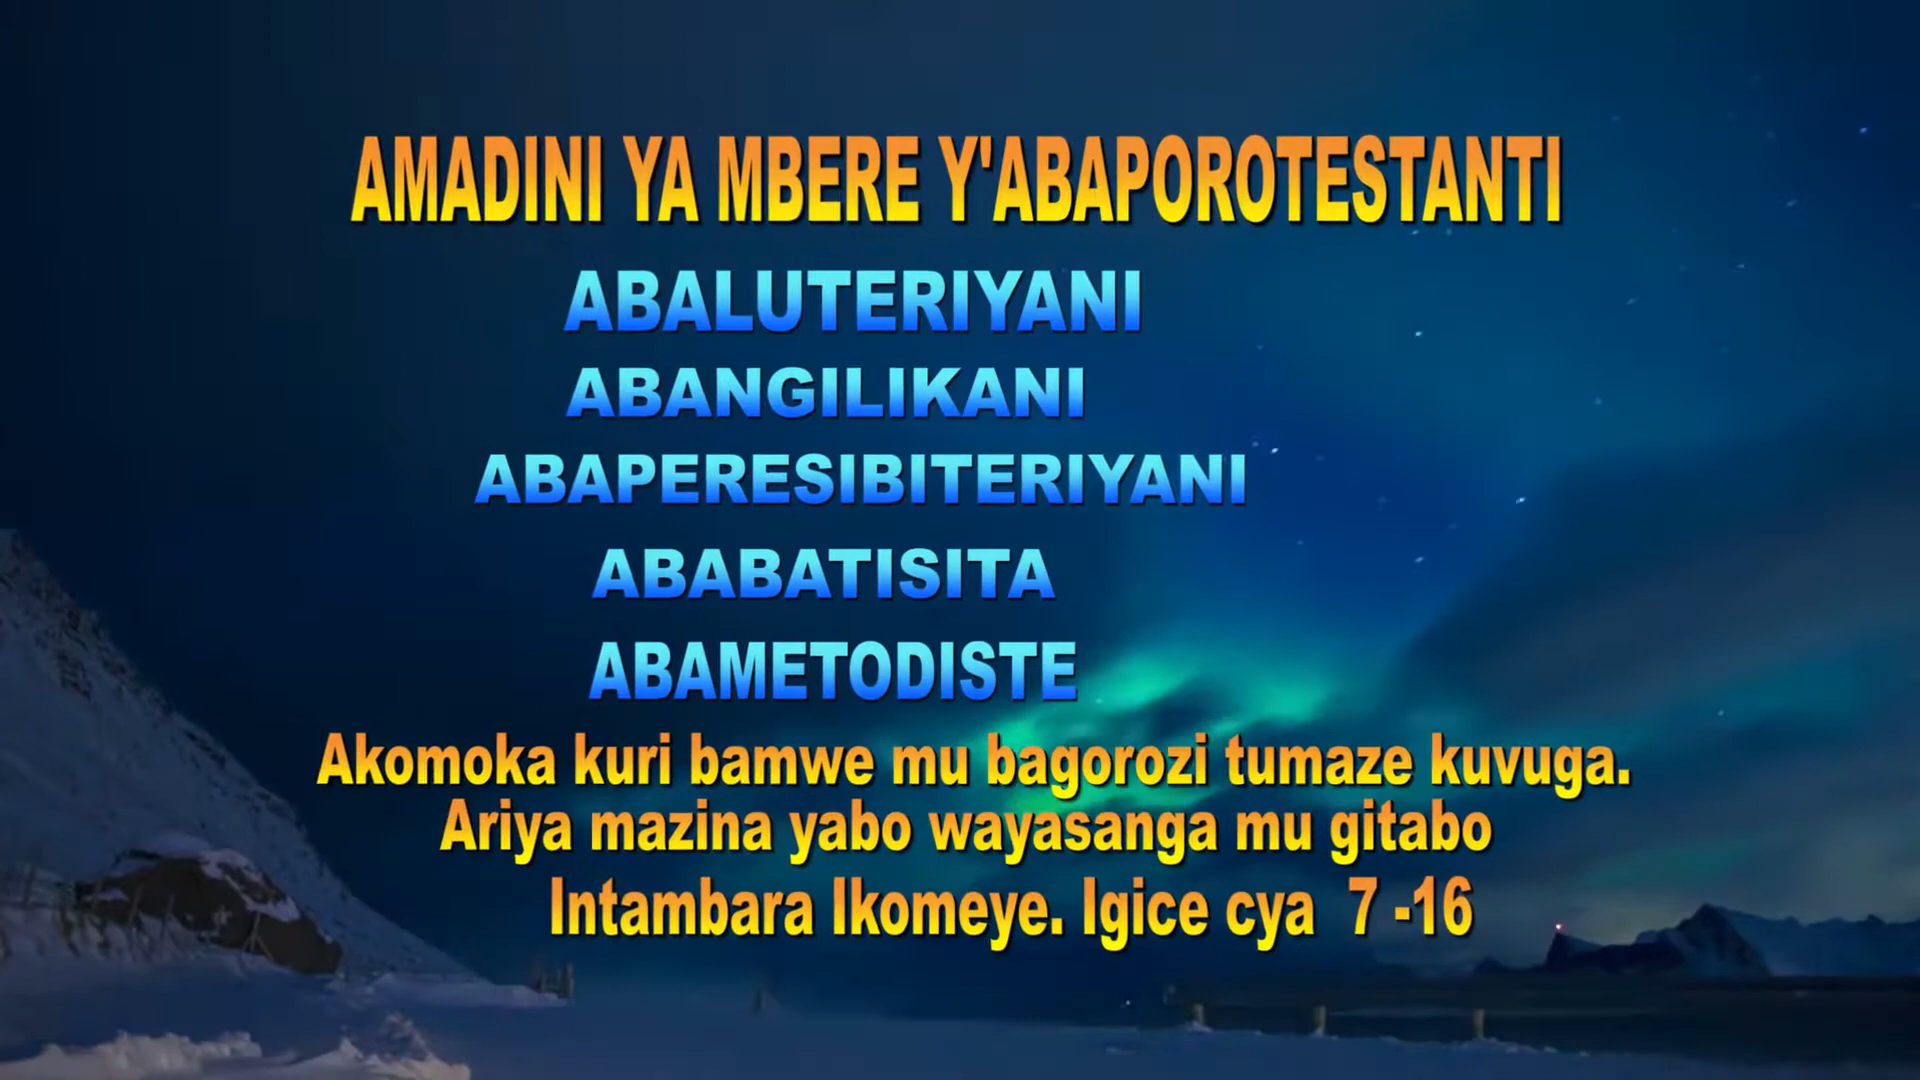 AMADINI YA MBERE Y'ABAPOROTESTANTI
ABALUTERIYANI
ABANGILIKANI
ABAPERESIBITERIYANI
ABABATISITA
ABAMETODISTE
Akomoka kuri bamwe mu bagorozi tumaze kuvuga.
Ariya mazina yabo wayasanga mu gitabo
Intambara Ikomeye. Igice cya 7 -16